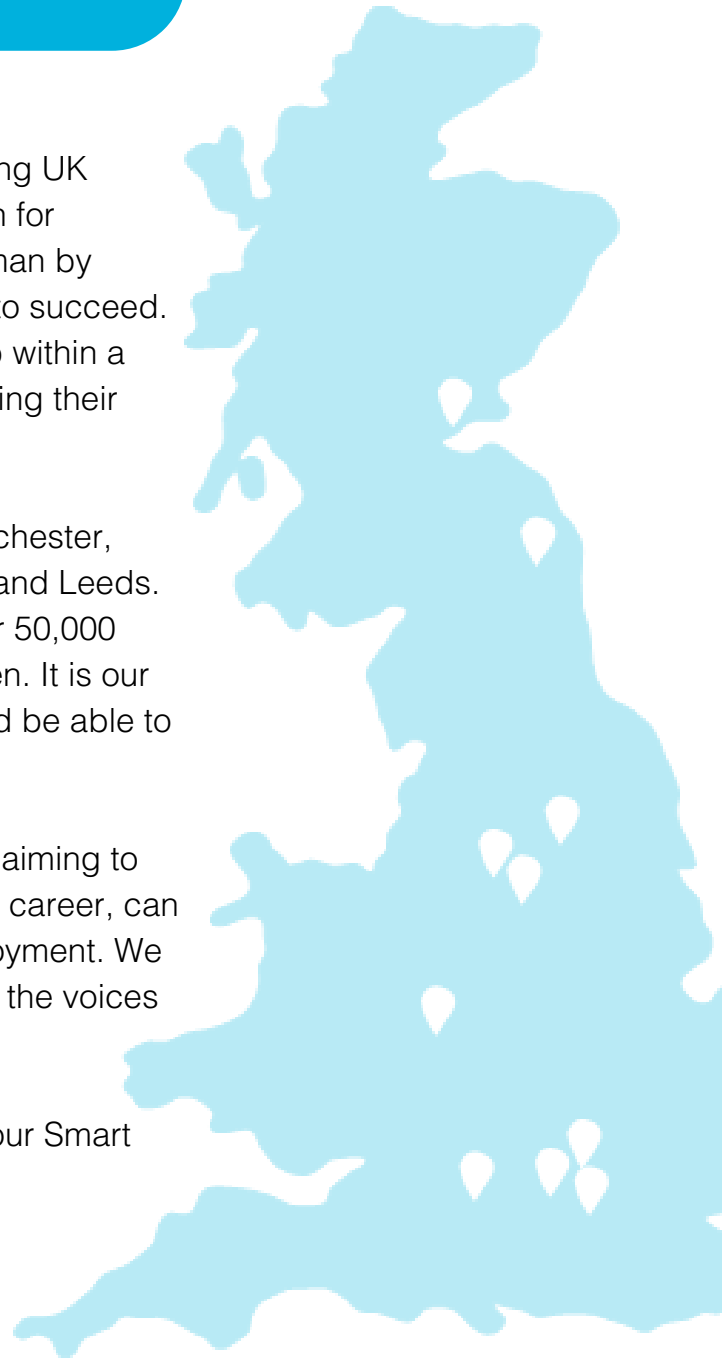 ng UK
n for
nan by
to succeed.
within a
ing their
chester,
and Leeds.
r 50,000
en. It is our
d be able to
aiming to
career, can
oyment. We
the voices
our Smart